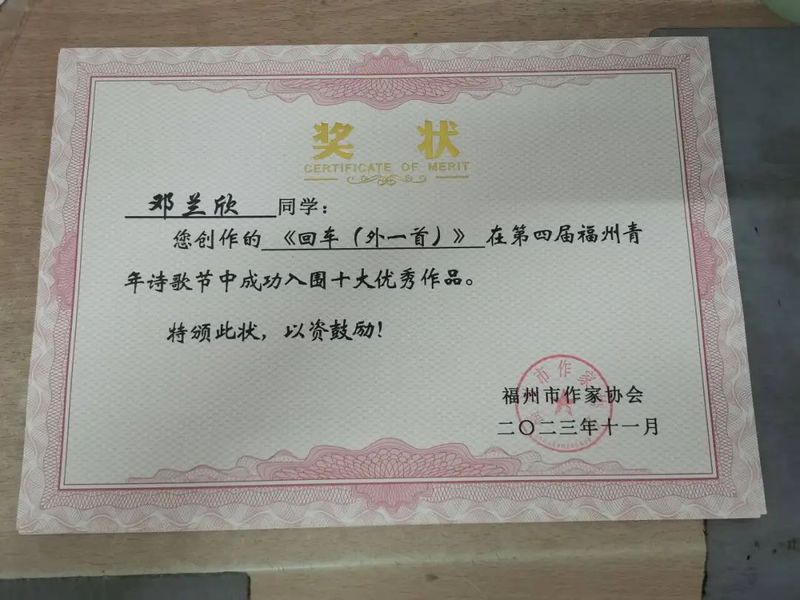 奖 状
CERTIFICATE OF MERIT
邓兰欣 同学：
您创作的《回车（外一首）》在第四届福州青
年诗歌节中成功入围十大优秀作品。
特颁此状，以资鼓励！
福州市作家协会
二〇二三年十一月